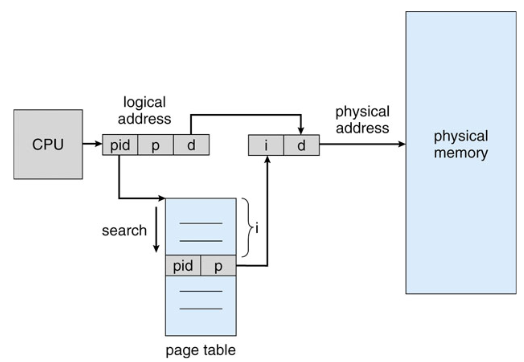 logical
address
physical
address
CPU
pid p d
i d
physical
memory
search
i
pid p
page table